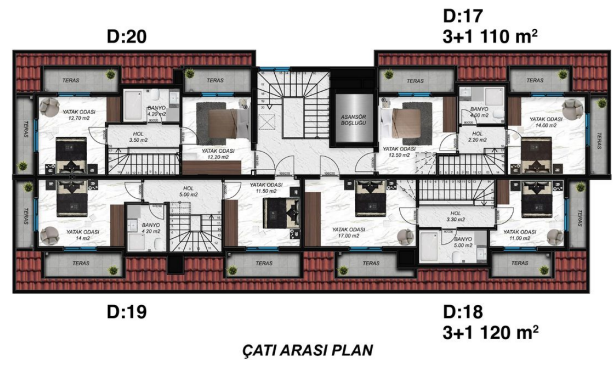 D:17
D:20
3+1 110 m²
TERAS
TERAS
TERAS
TERAS
YATAK ODASI
12.70 m2
BANYO
4.20 m2
HOL
3.50 m2
YATAK ODASI
12.20 m2
ASANSÖR
BOŞLUĞU
YATAK ODASI
12.50 m2
BANYO
4.00 m2
HOL
2.20 m2
YATAK ODASI
14.00 m2
TERAS
TERAS
YATAK ODASI
14 m2
HOL
5.00 m2
BANYO
4.20 m2
YATAK ODASI
11.50 m2
YATAK ODASI
17.00 m2
HOL
3.30 m2
BANYO
5.00 m2
YATAK ODASI
11.00 m2
TERAS
TERAS
TERAS
TERAS
TERAS
TERAS
TERAS
D:19
D:18
3+1 120 m²
ÇATI ARASI PLAN